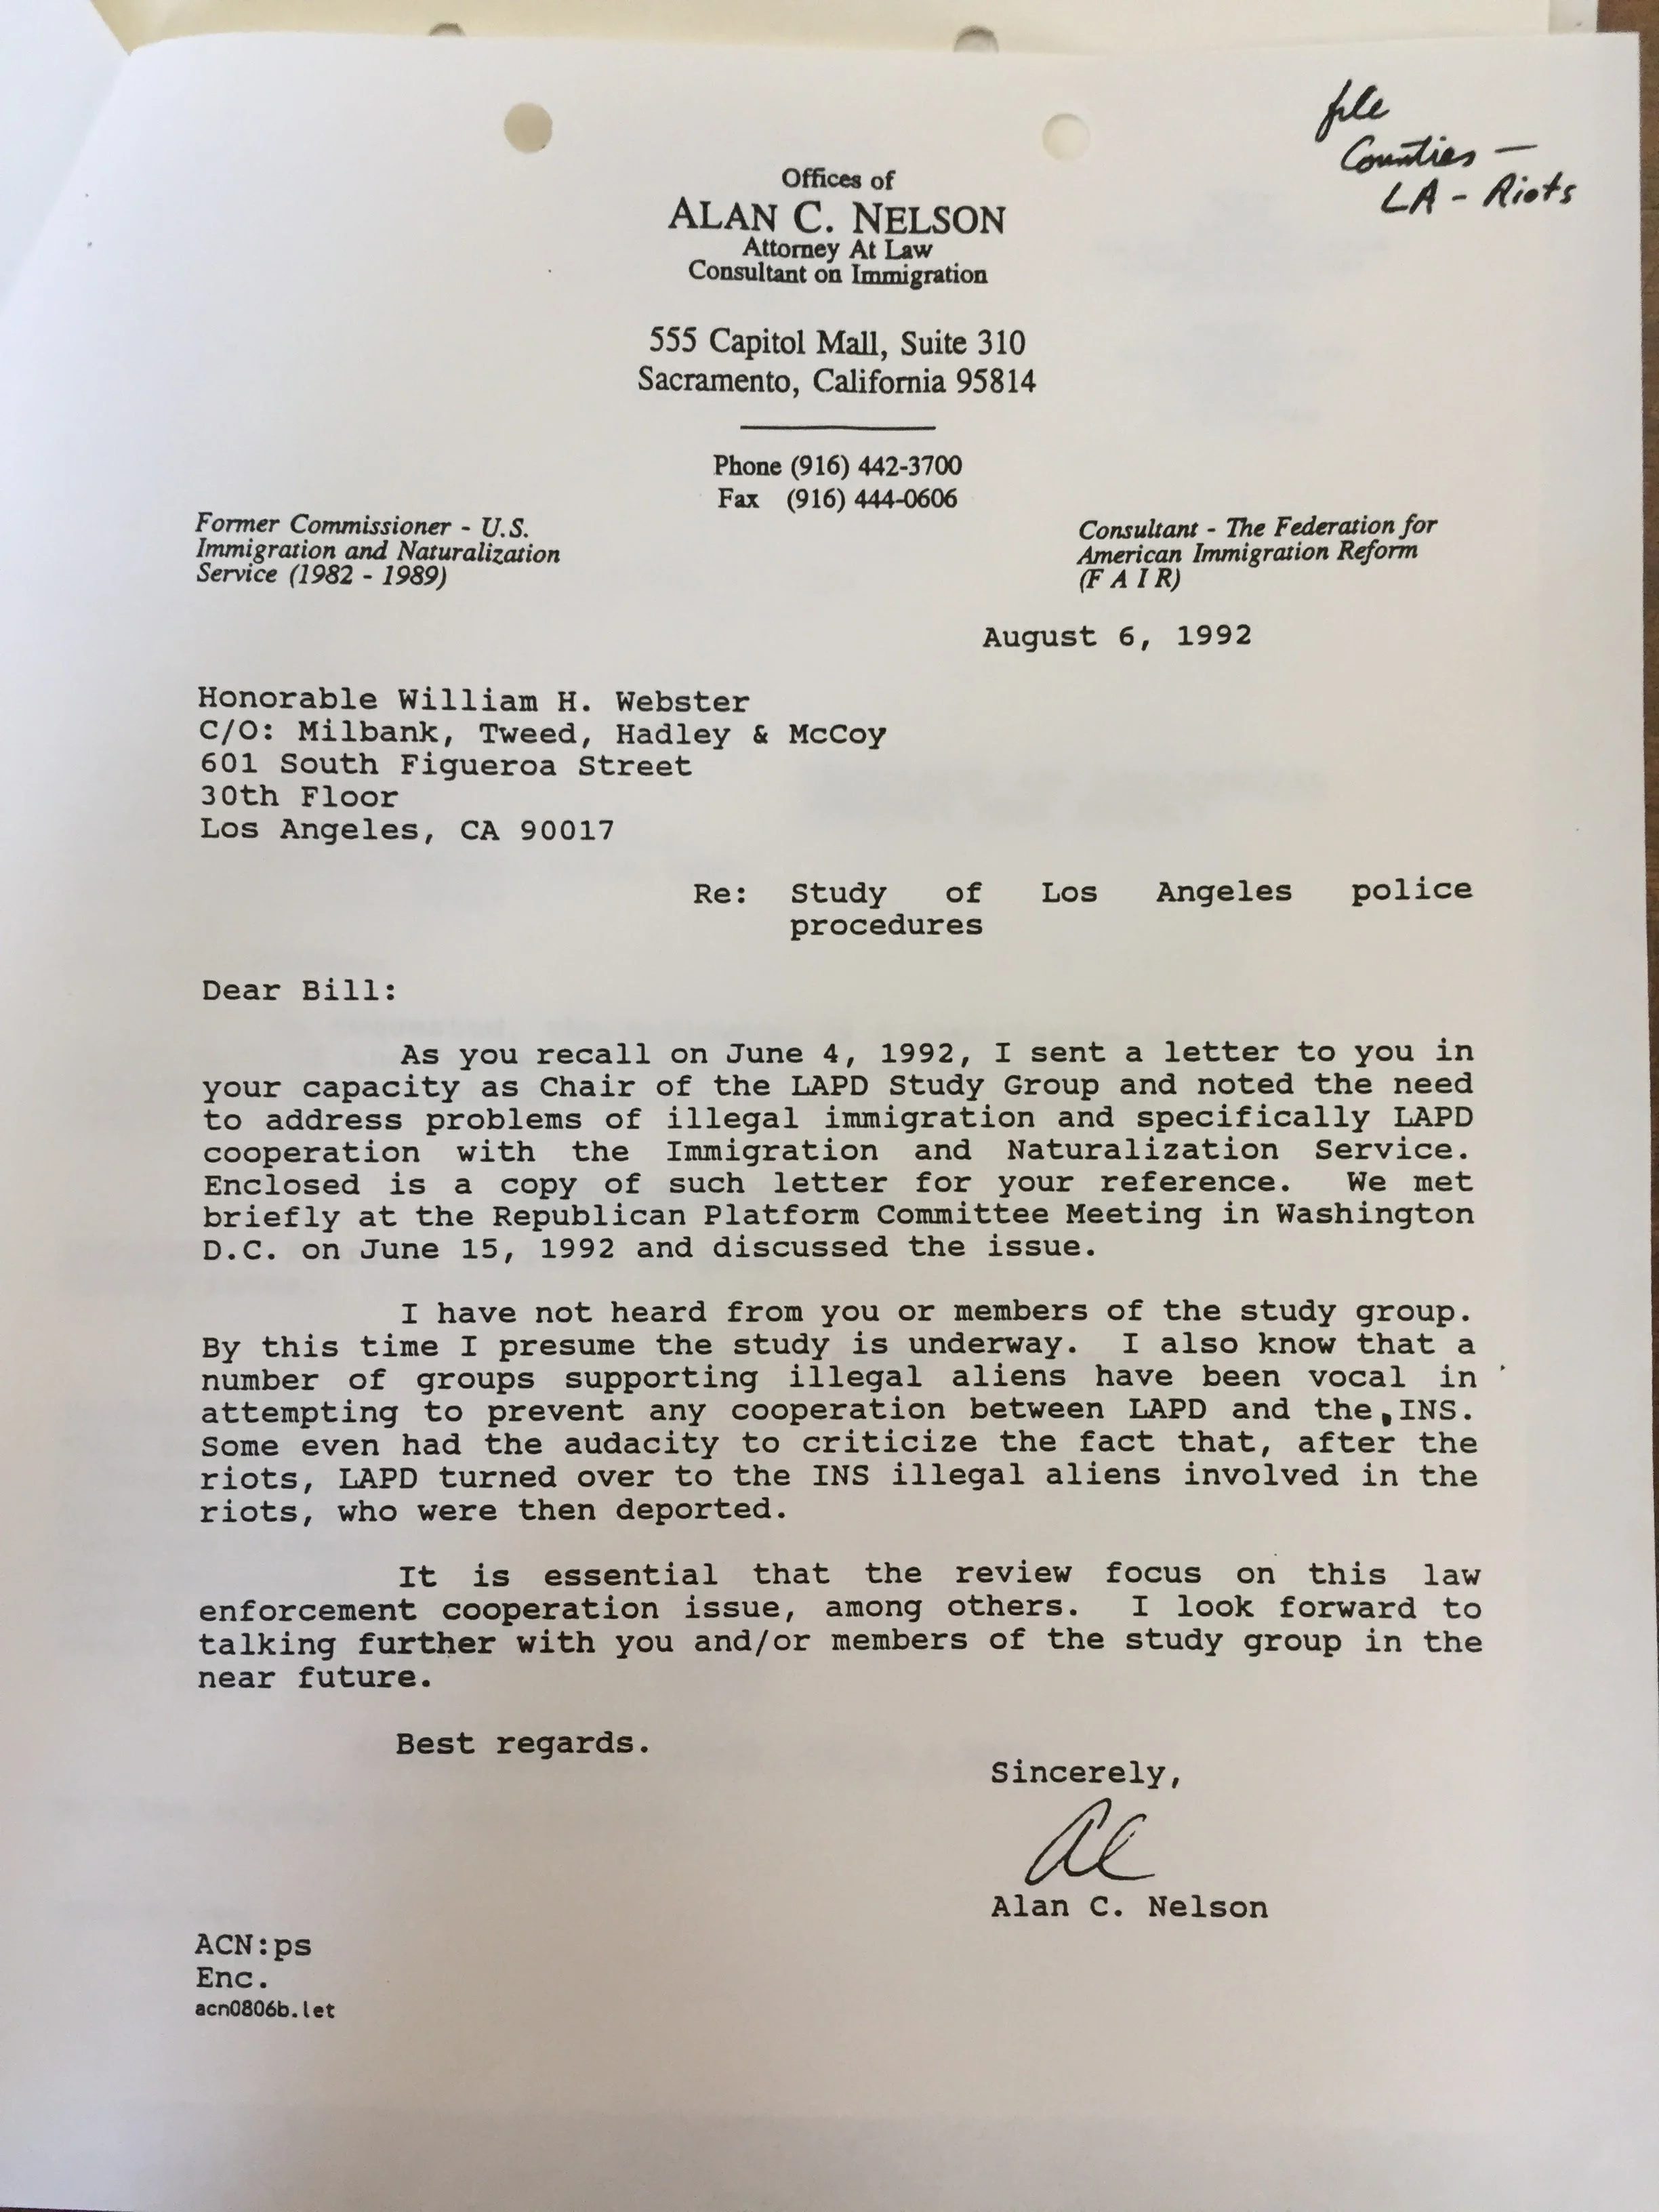 file
Counties —
LA - Riots
Offices of
ALAN C. NELSON
Attorney At Law
Consultant on Immigration
555 Capitol Mall, Suite 310
Sacramento, California 95814
Phone (916) 442-3700
Fax (916) 444-0606
Former Commissioner - U.S.
Immigration and Naturalization
Service (1982 - 1989)
Consultant - The Federation for
American Immigration Reform
(F A I R)
August 6, 1992
Honorable William H. Webster
C/O: Milbank, Tweed, Hadley & McCoy
601 South Figueroa Street
30th Floor
Los Angeles, CA 90017
Re: Study of Los Angeles police
procedures
Dear Bill:
As you recall on June 4, 1992, I sent a letter to you in
your capacity as Chair of the LAPD Study Group and noted the need
to address problems of illegal immigration and specifically LAPD
cooperation with the Immigration and Naturalization Service.
Enclosed is a copy of such letter for your reference. We met
briefly at the Republican Platform Committee Meeting in Washington
D.C. on June 15, 1992 and discussed the issue.
I have not heard from you or members of the study group.
By this time I presume the study is underway. I also know that a
number of groups supporting illegal aliens have been vocal in
attempting to prevent any cooperation between LAPD and the INS.
Some even had the audacity to criticize the fact that, after the
riots, LAPD turned over to the INS illegal aliens involved in the
riots, who were then deported.
It is essential that the review focus on this law
enforcement cooperation issue, among others. I look forward to
talking further with you and/or members of the study group in the
near future.
Best regards.
Sincerely,
Al
Alan C. Nelson
ACN:ps
Enc.
acn0806b.let